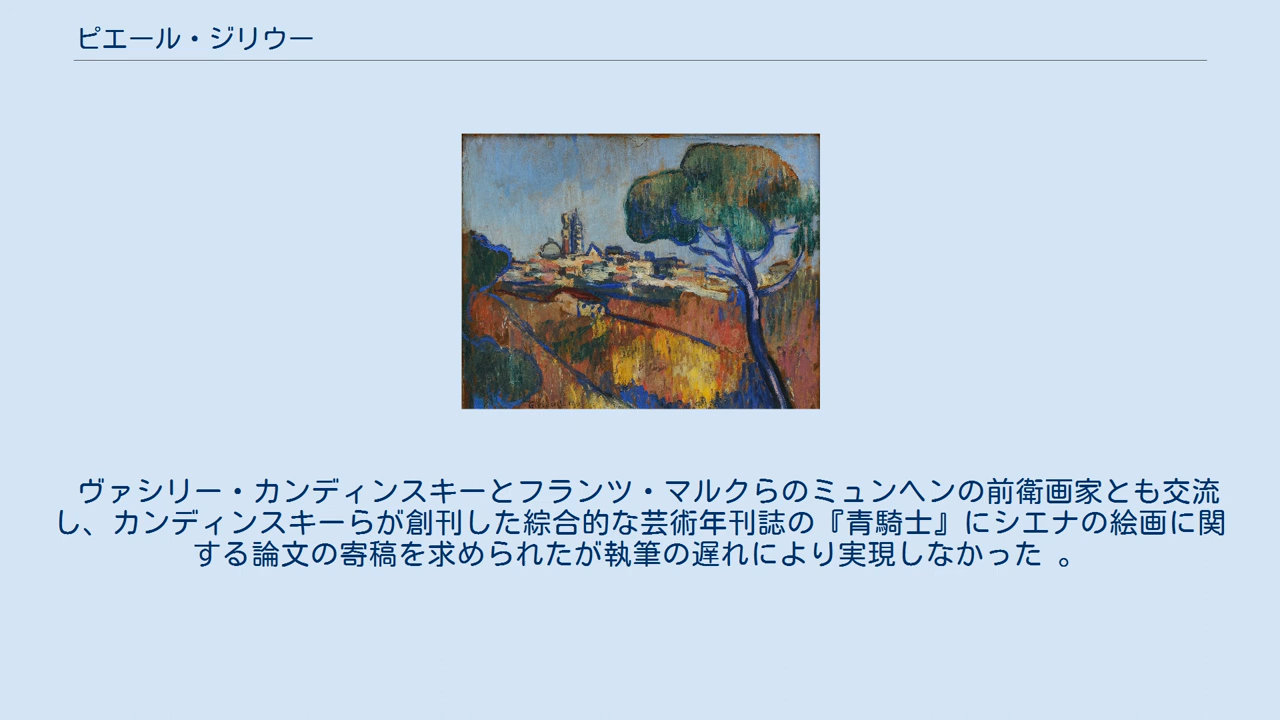 ピエール・ジリウー
ヴァシリー・カンディンスキーとフランツ・マルクらのミュンヘンの前衛画家とも交流
し、カンディンスキーらが創刊した綜合的な芸術年刊誌の『青騎士』にシエナの絵画に関
する論文の寄稿を求められたが執筆の遅れにより実現しなかった 。